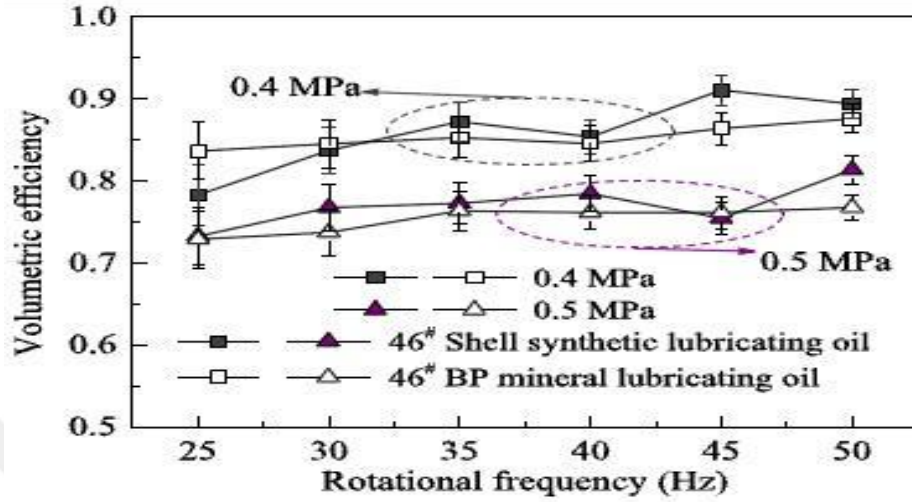 1.0
0.9
0.8
0.7
0.6
0.5
Volumetric efficiency
0.4 MPa
0.5 MPa
0.4 MPa
0.5 MPa
46# Shell synthetic lubricating oil
46# BP mineral lubricating oil
25 30 35 40 45 50
Rotational frequency (Hz)